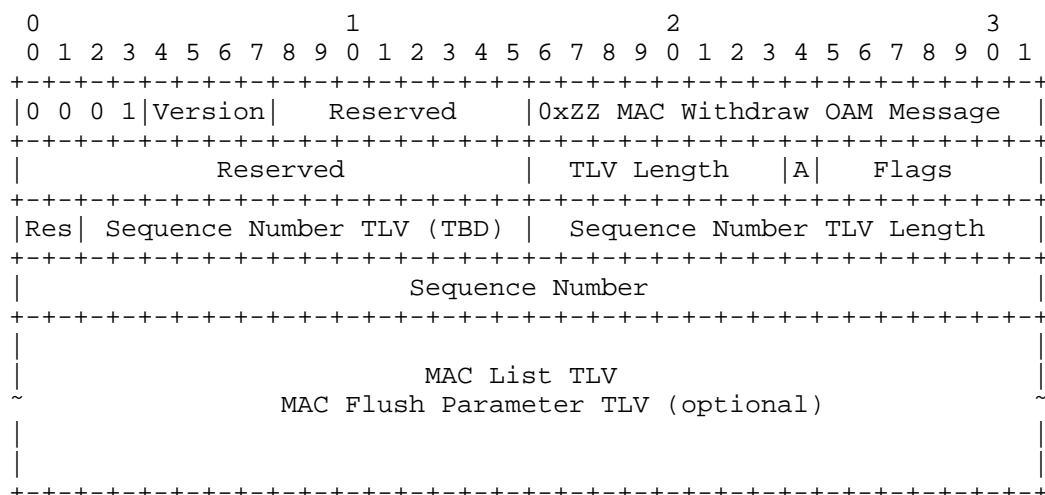 0                   1                   2                   3
 0 1 2 3 4 5 6 7 8 9 0 1 2 3 4 5 6 7 8 9 0 1 2 3 4 5 6 7 8 9 0 1
+-+-+-+-+-+-+-+-+-+-+-+-+-+-+-+-+-+-+-+-+-+-+-+-+-+-+-+-+-+-+-+-+
|0 0 0 1|Version|   Reserved    |0xZZ MAC Withdraw OAM Message  |
+-+-+-+-+-+-+-+-+-+-+-+-+-+-+-+-+-+-+-+-+-+-+-+-+-+-+-+-+-+-+-+-+
|            Reserved           |  TLV Length   |A|   Flags     |
+-+-+-+-+-+-+-+-+-+-+-+-+-+-+-+-+-+-+-+-+-+-+-+-+-+-+-+-+-+-+-+-+
|Res| Sequence Number TLV (TBD) |  Sequence Number TLV Length   |
+-+-+-+-+-+-+-+-+-+-+-+-+-+-+-+-+-+-+-+-+-+-+-+-+-+-+-+-+-+-+-+-+
|                        Sequence Number                        |
+-+-+-+-+-+-+-+-+-+-+-+-+-+-+-+-+-+-+-+-+-+-+-+-+-+-+-+-+-+-+-+-+
|                                                               |
|                         MAC List TLV                          |
~                MAC Flush Parameter TLV (optional)             ~
|                                                               |
|                                                               |
+-+-+-+-+-+-+-+-+-+-+-+-+-+-+-+-+-+-+-+-+-+-+-+-+-+-+-+-+-+-+-+-+